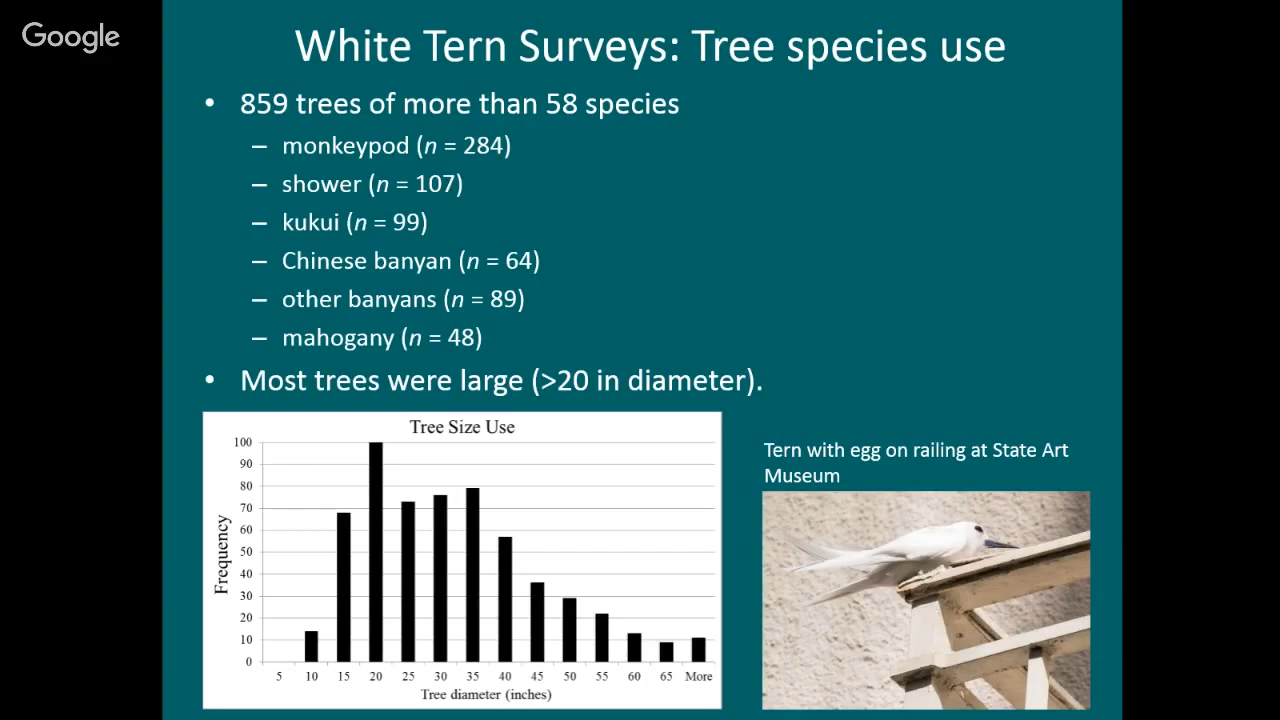 Google
White Tern Surveys: Tree species use
• 859 trees of more than 58 species
– monkeypod (n = 284)
– shower (n = 107)
– kukui (n = 99)
– Chinese banyan (n = 64)
– other banyans (n = 89)
– mahogany (n = 48)
• Most trees were large (>20 in diameter).
Tree Size Use
100
90
80
70
60
50
40
30
20
10
0
Frequency
5 10 15 20 25 30 35 40 45 50 55 60 65 More
Tree diameter (inches)
Tern with egg on railing at State Art
Museum